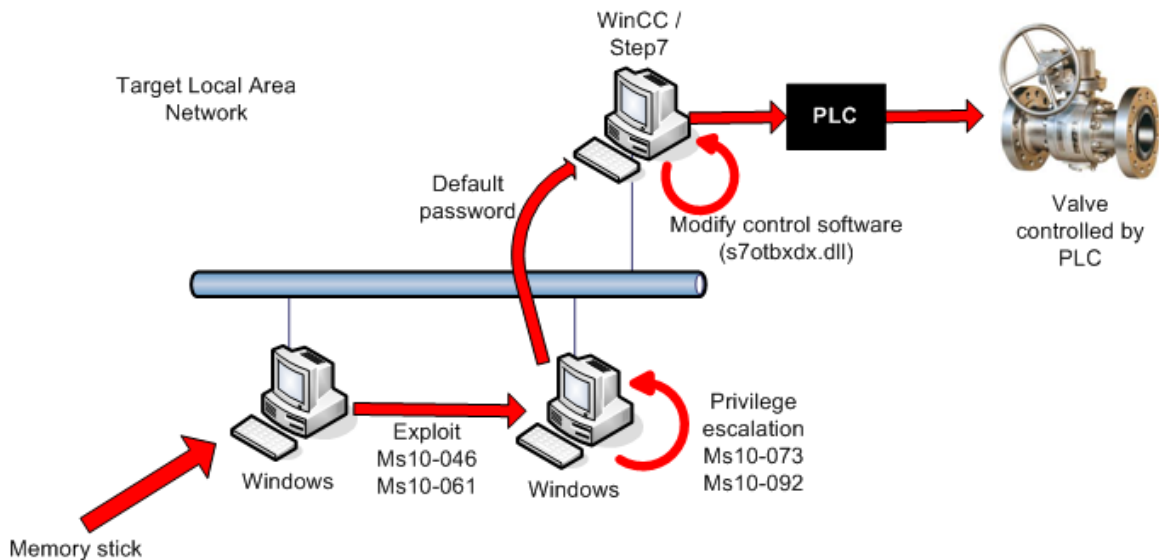 WinCC /
Step7
Target Local Area
Network
PLC
Default
password
Modify control software
(s7otbxdx.dll)
Valve
controlled by
PLC
Exploit
Ms10-046
Ms10-061
Privilege
escalation
Ms10-073
Ms10-092
Windows
Windows
Memory stick